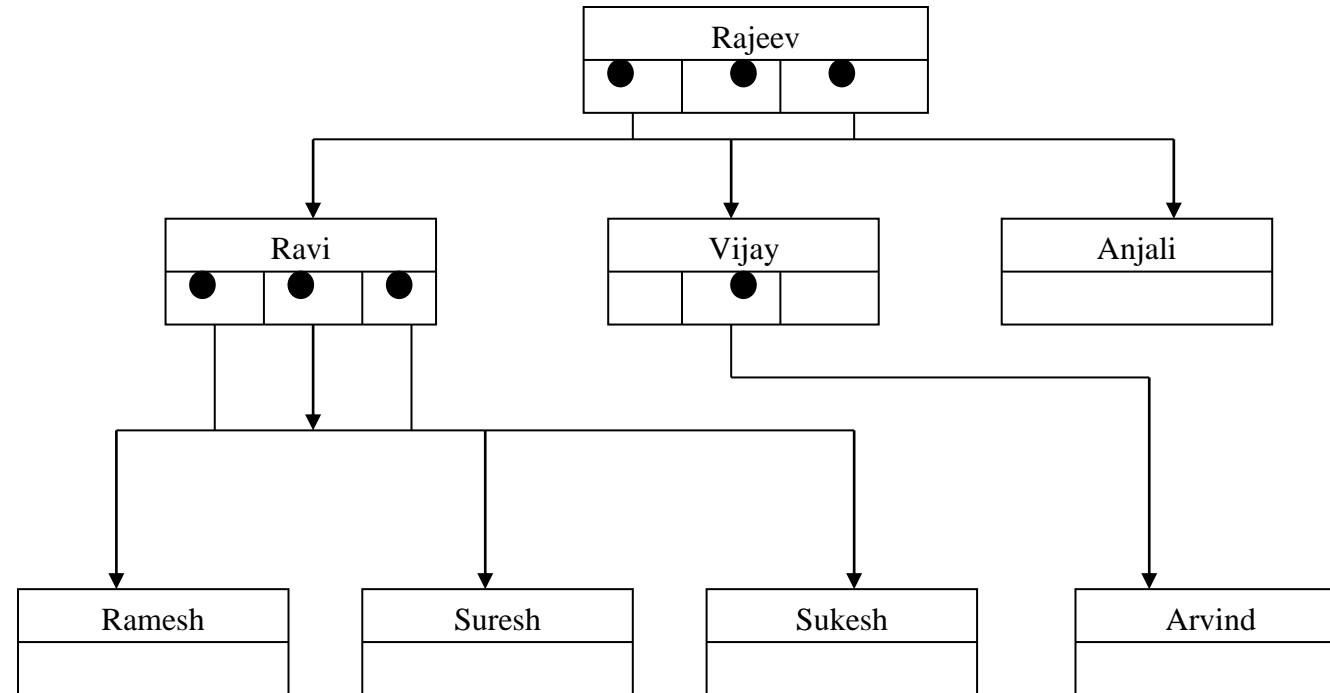 Rajeev
Ravi
Vijay
Anjali
Ramesh
Suresh
Sukesh
Arvind